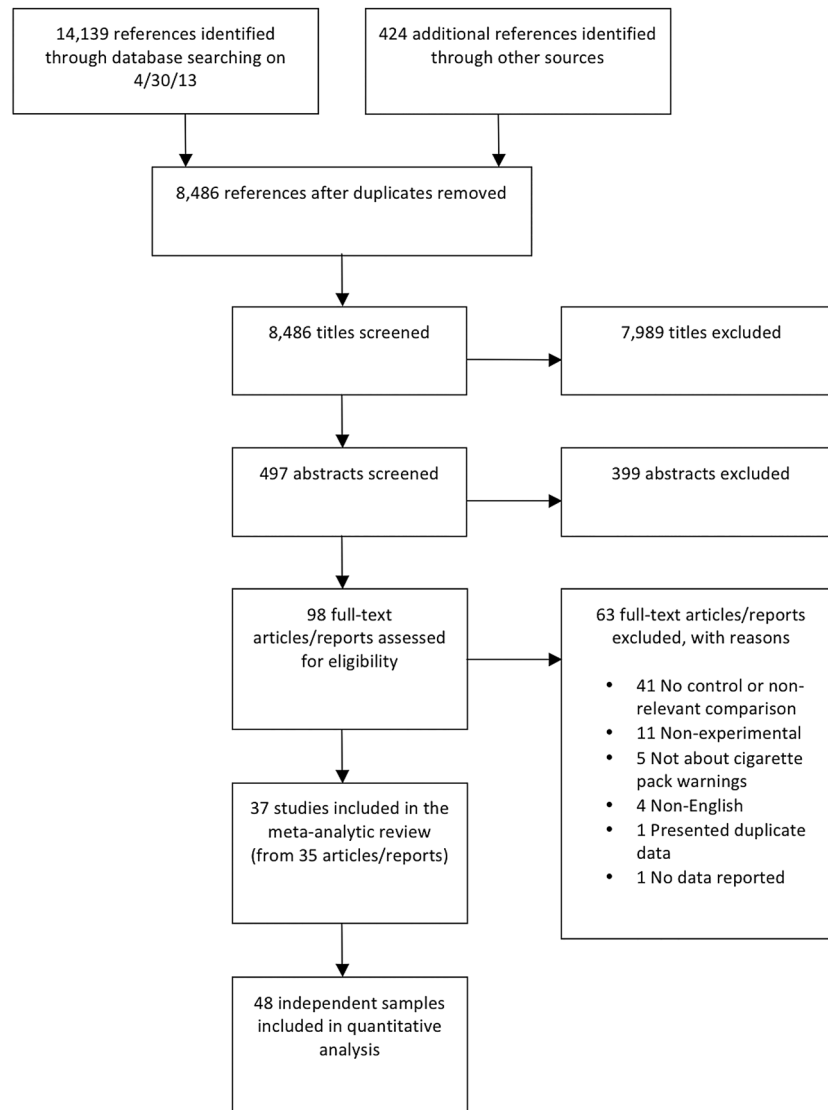 14,139 references identified
through database searching on
4/30/13
424 additional references identified
through other sources
8,486 references after duplicates removed
8,486 titles screened
7,989 titles excluded
497 abstracts screened
399 abstracts excluded
98 full-text
articles/reports assessed
for eligibility
63 full-text articles/reports
excluded, with reasons
• 41 No control or non-
relevant comparison
• 11 Non-experimental
• 5 Not about cigarette
pack warnings
• 4 Non-English
• 1 Presented duplicate
data
• 1 No data reported
37 studies included in the
meta-analytic review
(from 35 articles/reports)
48 independent samples
included in quantitative
analysis